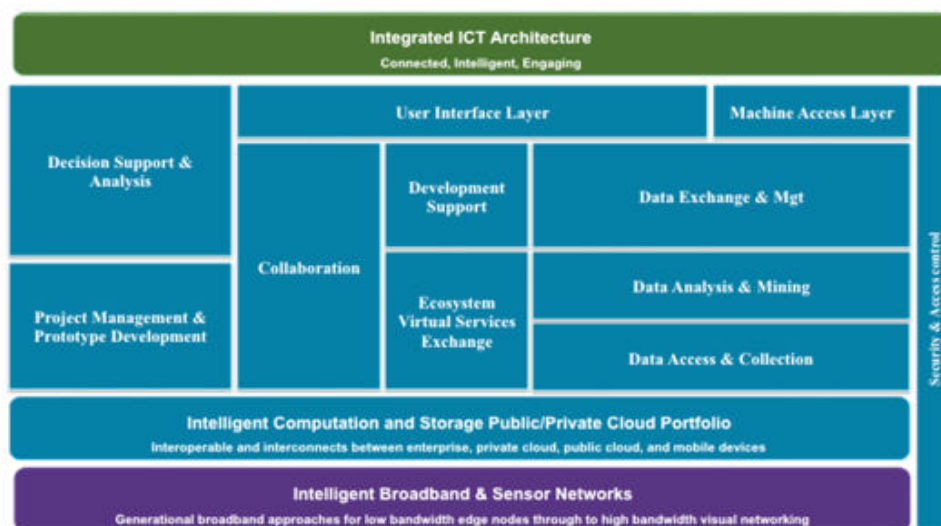 Integrated ICT Architecture
Connected, Intelligent, Engaging
User Interface Layer
Machine Access Layer
Decision Support &
Analysis
Development
Support
Data Exchange & Mgt
Collaboration
Data Analysis & Mining
Project Management &
Prototype Development
Ecosystem
Virtual Services
Exchange
Data Access & Collection
Security & Access control
Intelligent Computation and Storage Public/Private Cloud Portfolio
Interoperable and interconnects between enterprise, private cloud, public cloud, and mobile devices
Intelligent Broadband & Sensor Networks
Generational broadband approaches for low bandwidth edge nodes through to high bandwidth visual networking